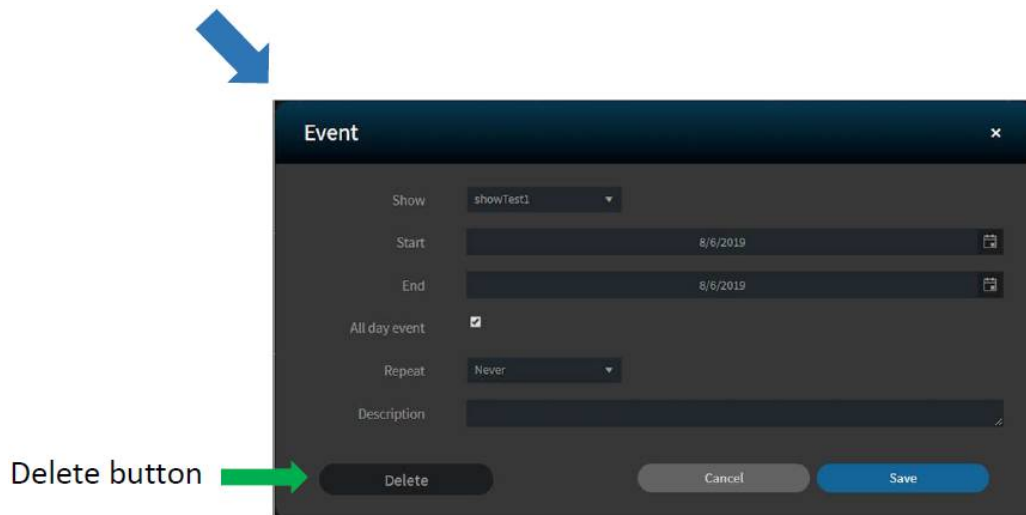 Event ×
Show showTest1
Start 8/6/2019
End 8/6/2019
All day event
Repeat Never
Description
Delete button Delete Cancel Save